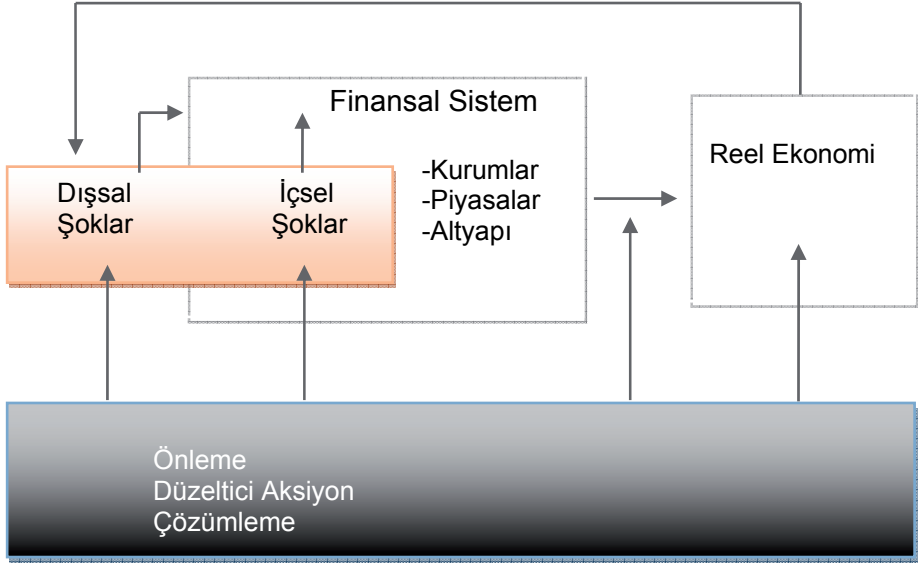 Finansal Sistem
-Kurumlar
-Piyasalar
-Altyapı
Reel Ekonomi
Dışsal
Şoklar
İçsel
Şoklar
Önleme
Düzeltici Aksiyon
Çözümleme